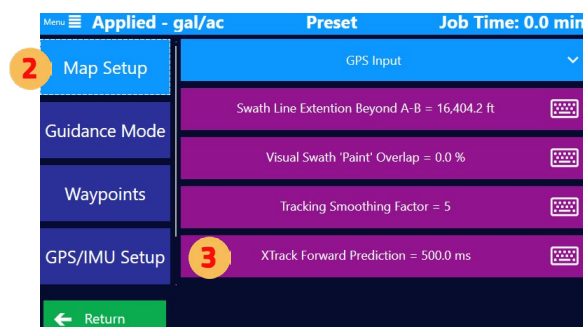 Menu Applied - gal/ac Preset Job Time: 0.0 min
2 Map Setup
GPS Input
Swath Line Extention Beyond A-B = 16,404.2 ft
Guidance Mode
Visual Swath 'Paint' Overlap = 0.0 %
Waypoints
Tracking Smoothing Factor = 5
GPS/IMU Setup
3 XTrack Forward Prediction = 500.0 ms
Return